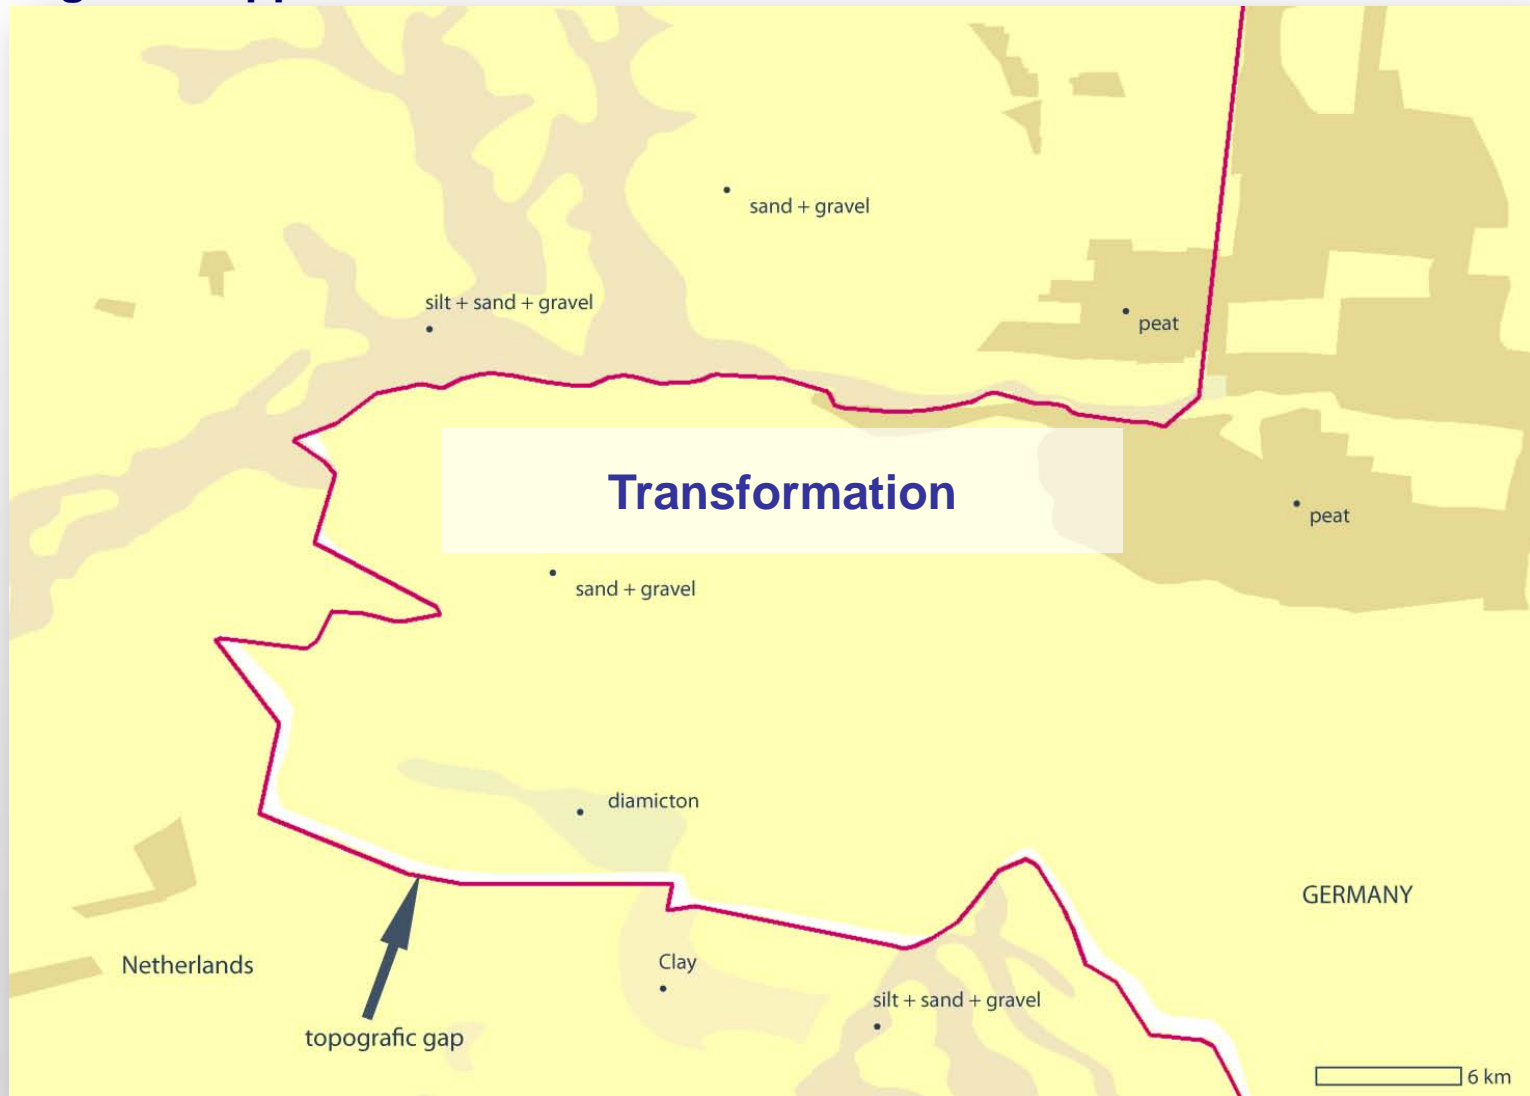 sand + gravel
silt + sand + gravel
peat
Transformation
peat
sand + gravel
diamicton
GERMANY
Netherlands
Clay
silt + sand + gravel
topografic gap
6 km